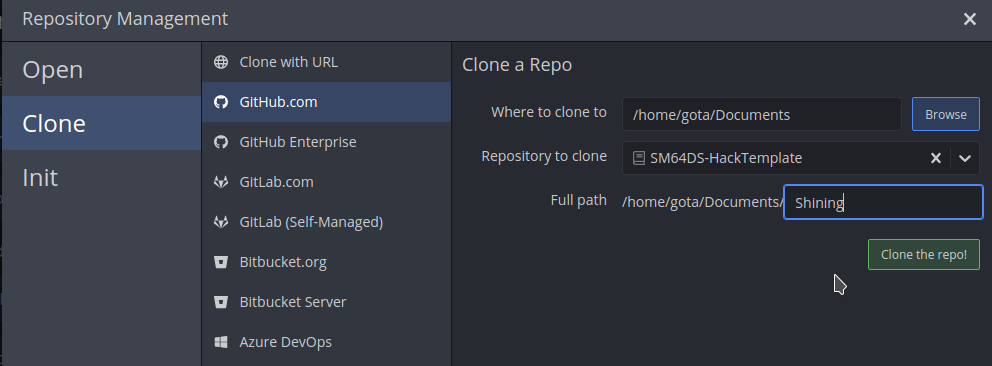 Repository Management
Open
Clone
Init
Clone with URL
GitHub.com
GitHub Enterprise
GitLab.com
GitLab (Self-Managed)
Bitbucket.org
Bitbucket Server
Azure DevOps
Clone a Repo
Where to clone to /home/gota/Documents Browse
Repository to clone SM64DS-HackTemplate
Full path /home/gota/Documents/ Shining
Clone the repo!